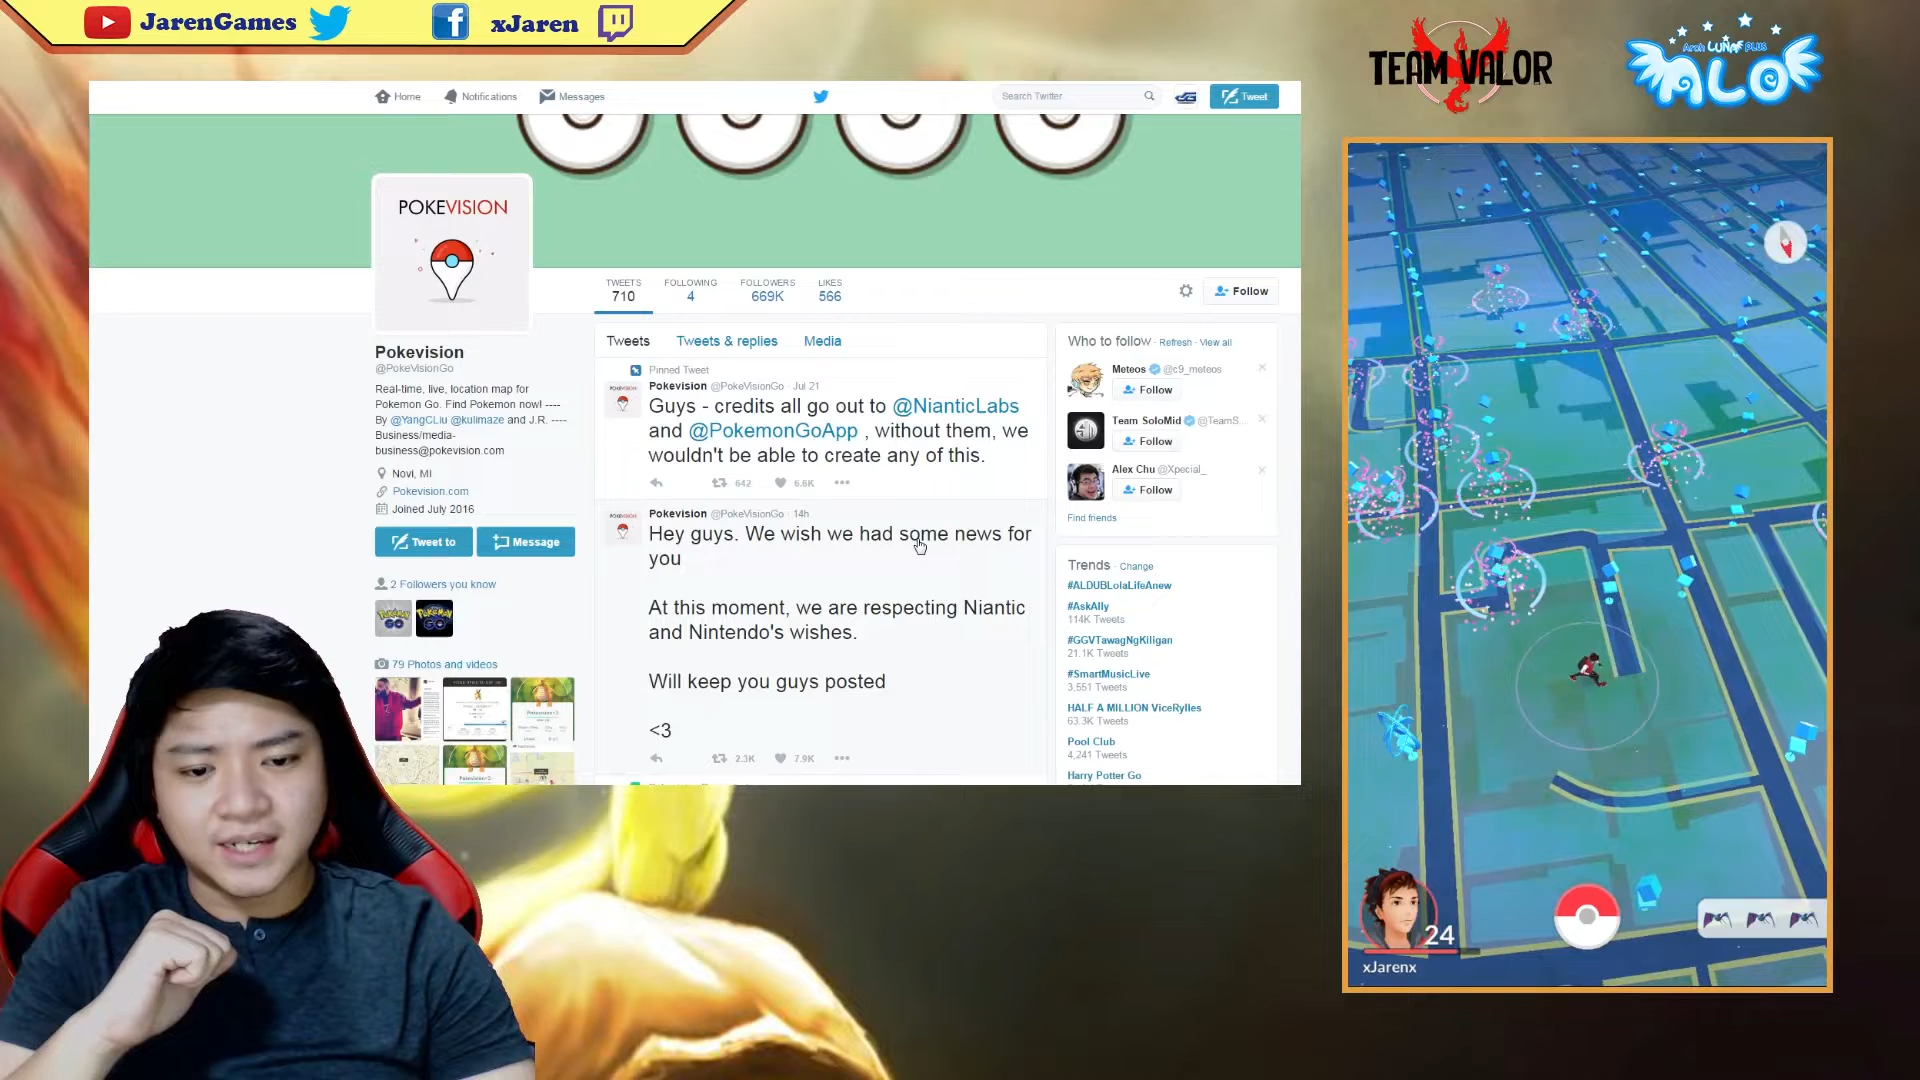 JarenGames
xJaren
TEAM VALOR
Arch LUNA PLUS
ALO
Home
Notifications
Messages
Search Twitter
Tweet
POKEVISION
TWEETS
710
FOLLOWING
4
FOLLOWERS
669K
LIKES
566
Follow
Pokevision
@PokeVisionGo
Real-time, live, location map for
Pokemon Go. Find Pokemon now! ----
By @YangCLiu @kulimaze and J.R. ----
Business/media-
business@pokevision.com
Novi, MI
Pokevision.com
Joined July 2016
Tweet to
Message
2 Followers you know
79 Photos and videos
Tweets
Tweets & replies
Media
Pinned Tweet
Pokevision @PokeVisionGo · Jul 21
Guys - credits all go out to @NianticLabs
and @PokemonGoApp , without them, we
wouldn't be able to create any of this.
642
6.6K
Pokevision @PokeVisionGo · 14h
Hey guys. We wish we had some news for
you
At this moment, we are respecting Niantic
and Nintendo's wishes.
Will keep you guys posted
<3
2.3K
7.9K
Who to follow · Refresh · View all
Meteos @c9_meteos
Follow
Team SoloMid @TeamS...
Follow
Alex Chu @Xpecial_
Follow
Find friends
Trends · Change
#ALDUBLolaLifeAnew
#AskAlly
114K Tweets
#GGVTawagNgKiligan
21.1K Tweets
#SmartMusicLive
3,551 Tweets
HALF A MILLION ViceRylles
63.3K Tweets
Pool Club
4,241 Tweets
Harry Potter Go
24
xJarenx